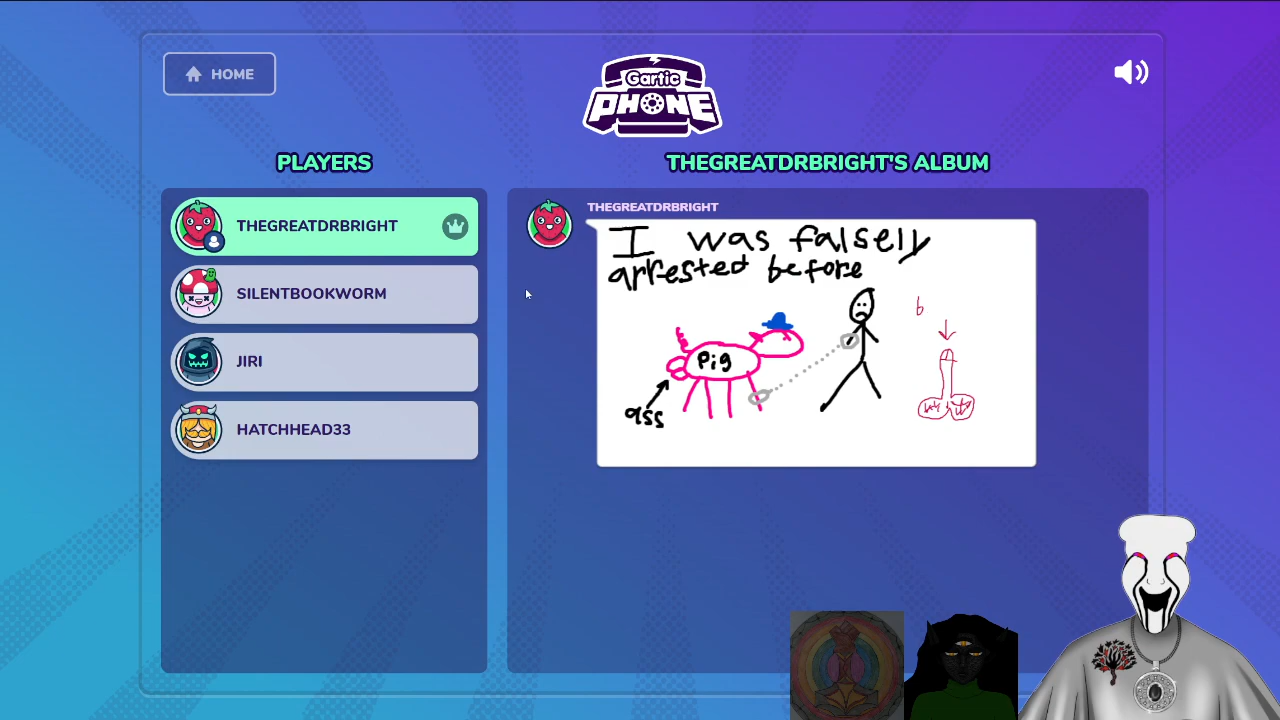 HOME
Gartic
PHONE
PLAYERS
THEGREATDRBRIGHT
SILENTBOOKWORM
JIRI
HATCHHEAD33
THEGREATDRBRIGHT'S ALBUM
THEGREATDRBRIGHT
I was falsely
arrested before
b
Pig
ass